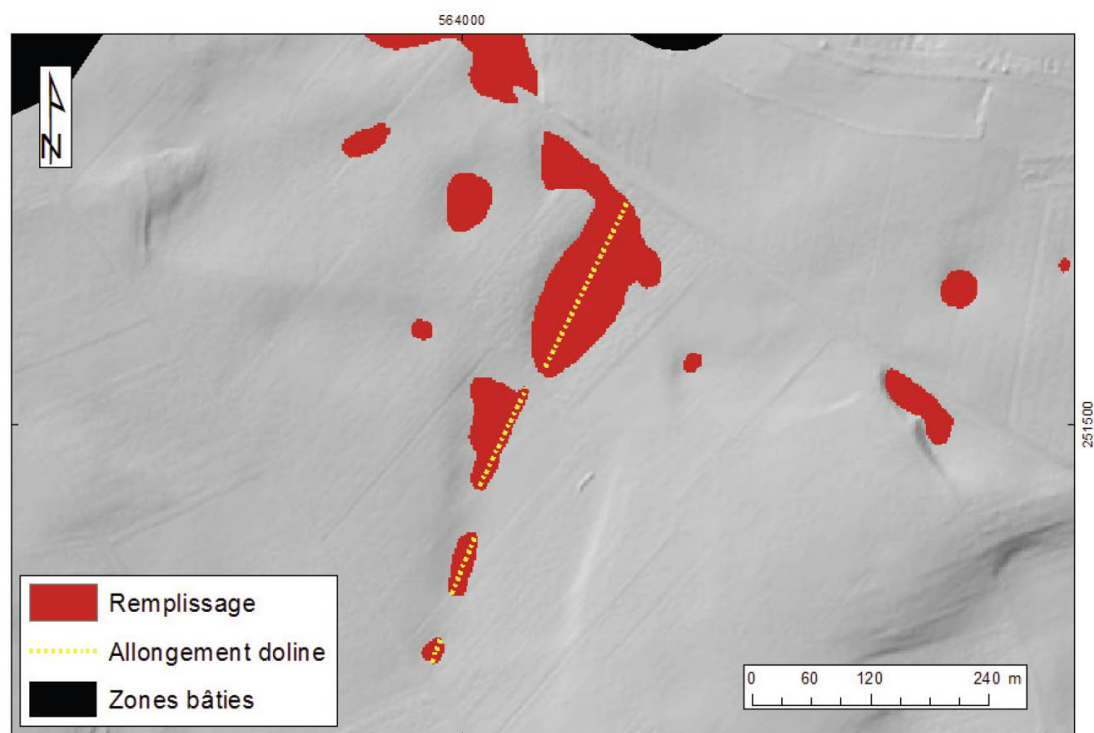 564000
N
251500
Remplissage
Allongement doline
Zones bâties
0 60 120 240 m